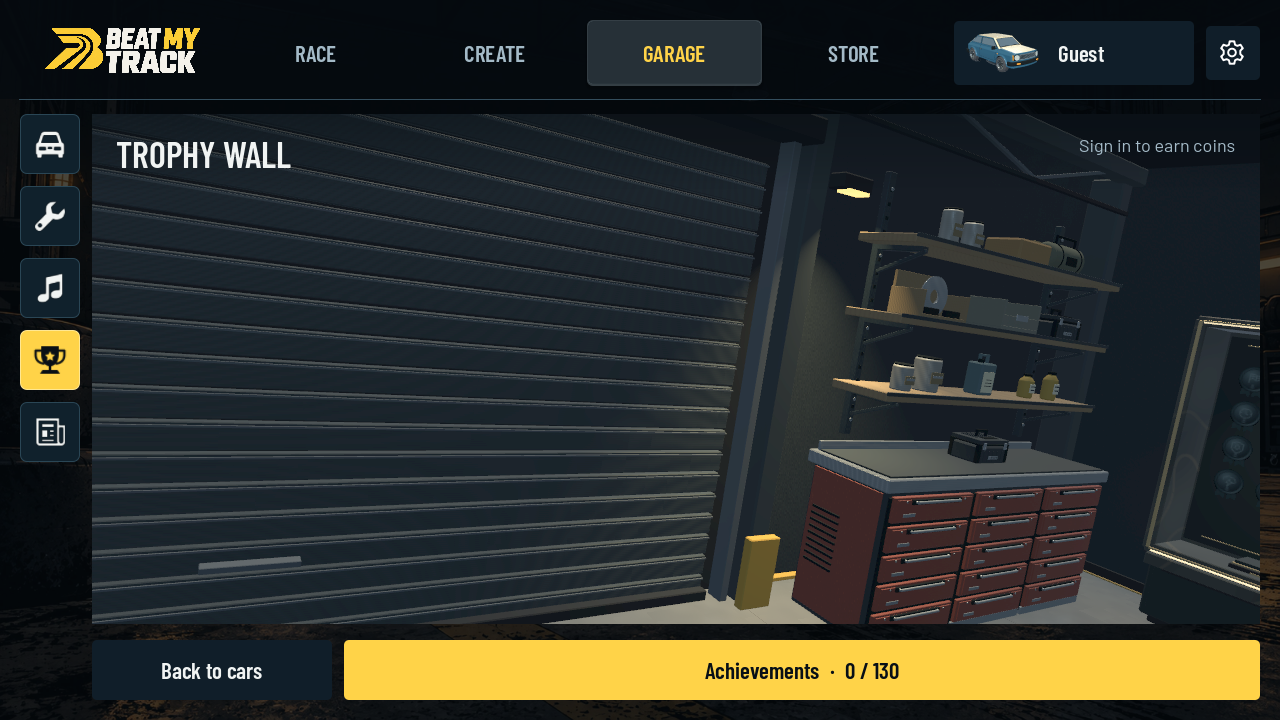 BEAT MY
TRACK
RACE
CREATE
GARAGE
STORE
Guest
TROPHY WALL
Sign in to earn coins
Back to cars
Achievements · 0 / 130